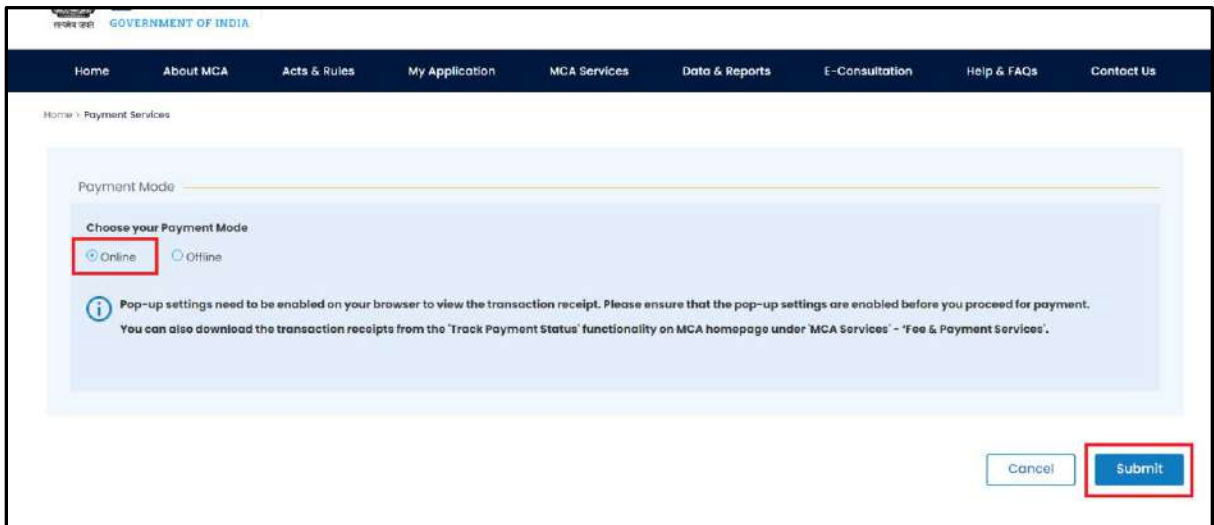 सत्यमेव जयते GOVERNMENT OF INDIA
Home About MCA Acts & Rules My Application MCA Services Data & Reports E-Consultation Help & FAQs Contact Us
Home > Payment Services
Payment Mode
Choose your Payment Mode
Online Offline
Pop-up settings need to be enabled on your browser to view the transaction receipt. Please ensure that the pop-up settings are enabled before you proceed for payment.
You can also download the transaction receipts from the 'Track Payment Status' functionality on MCA homepage under 'MCA Services' - 'Fee & Payment Services'.
Cancel Submit